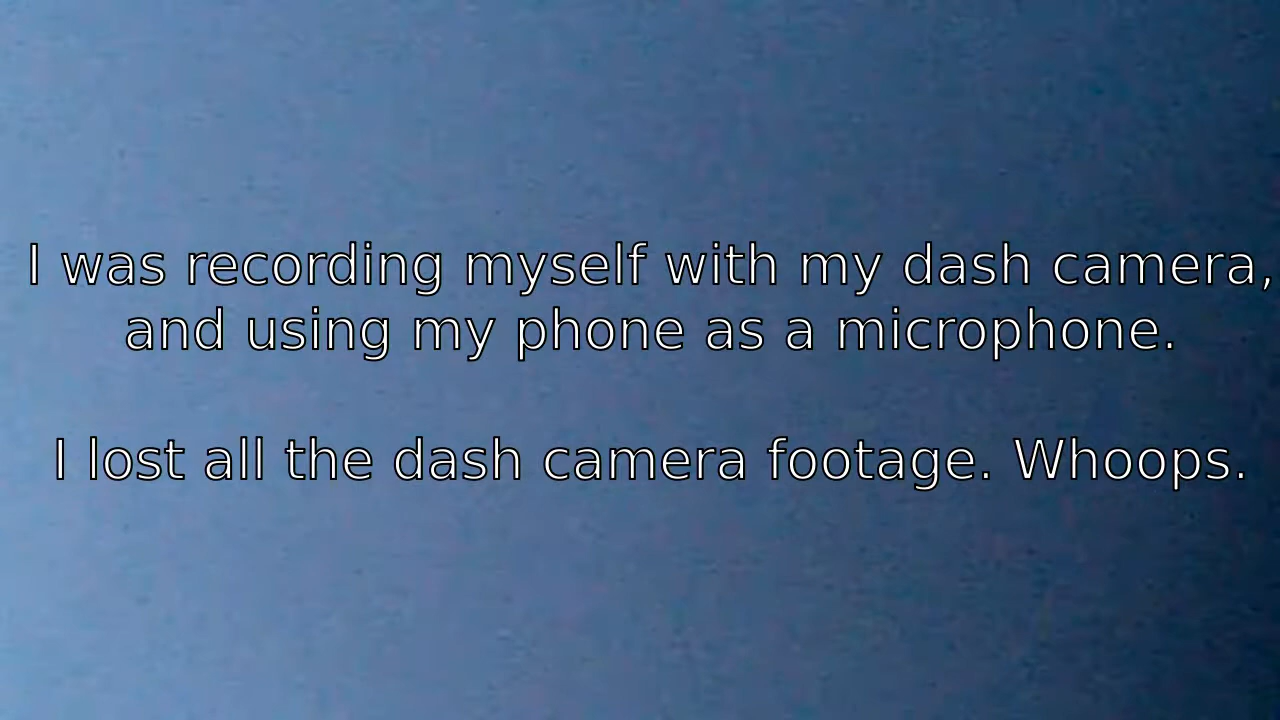 I was recording myself with my dash camera,
and using my phone as a microphone.
I lost all the dash camera footage. Whoops.